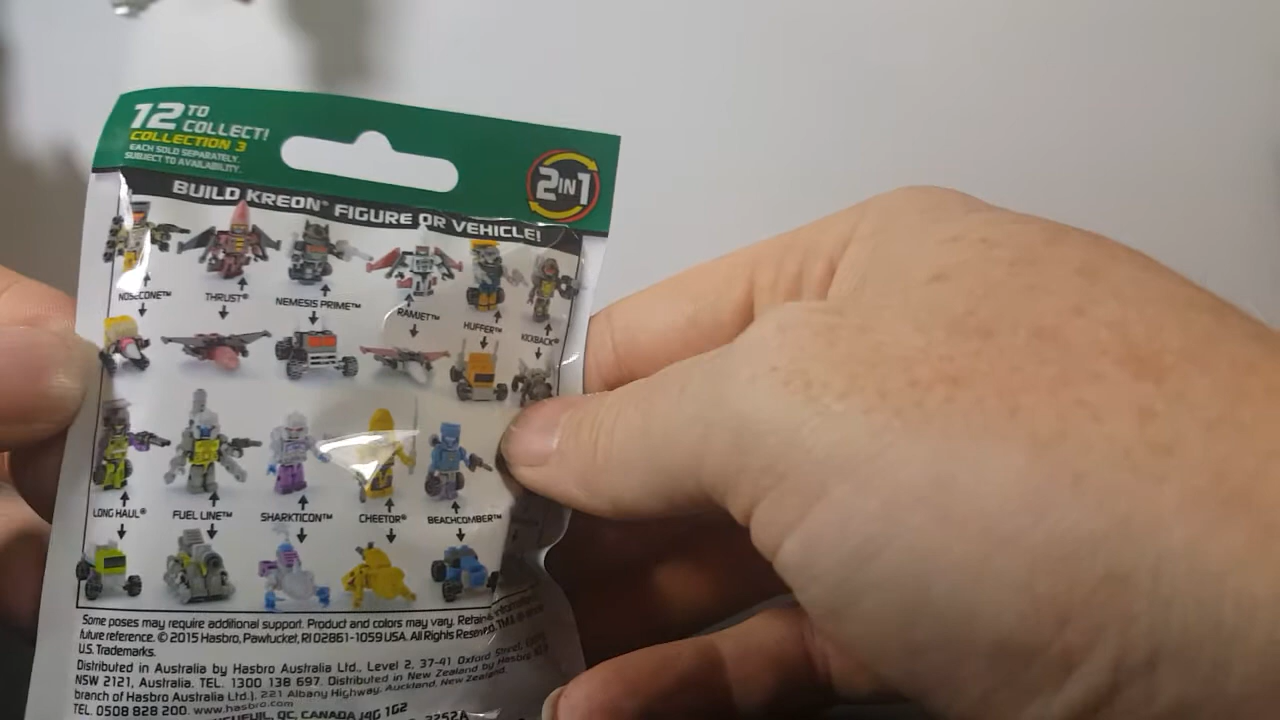 12 TO
COLLECT!
COLLECTION 3
EACH SOLD SEPARATELY.
SUBJECT TO AVAILABILITY.
2 IN 1
BUILD KREON® FIGURE OR VEHICLE!
NOSECONE™
THRUST®
NEMESIS PRIME™
RAMJET™
HUFFER™
KICKBACK®
LONG HAUL®
FUEL LINE™
SHARKTICON™
CHEETOR®
BEACHCOMBER™
Some poses may require additional support. Product and colors may vary. Retain information
future reference. © 2015 Hasbro, Pawtucket, RI 02861-1059 USA. All Rights Reserved. TM &
U.S. Trademarks.
Distributed in Australia by Hasbro Australia Ltd., Level 2, 37-41 Oxford Street,
NSW 2121, Australia. TEL. 1300 138 697. Distributed in New Zealand by Hasbro
branch of Hasbro Australia Ltd.), 221 Albany Highway, Auckland, New Zealand.
TEL. 0508 828 200. www.hasbro.com
QC, CANADA J4G 1G2